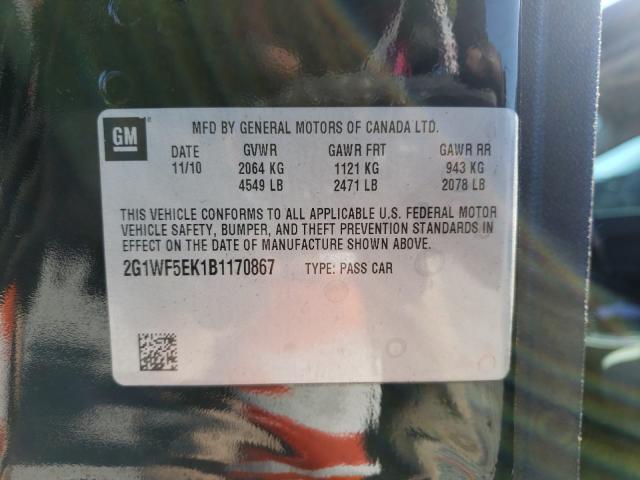 GM
MFD BY GENERAL MOTORS OF CANADA LTD.
DATE GVWR GAWR FRT GAWR RR
11/10 2064 KG 1121 KG 943 KG
4549 LB 2471 LB 2078 LB
THIS VEHICLE CONFORMS TO ALL APPLICABLE U.S. FEDERAL MOTOR
VEHICLE SAFETY, BUMPER, AND THEFT PREVENTION STANDARDS IN
EFFECT ON THE DATE OF MANUFACTURE SHOWN ABOVE.
2G1WF5EK1B1170867 TYPE: PASS CAR